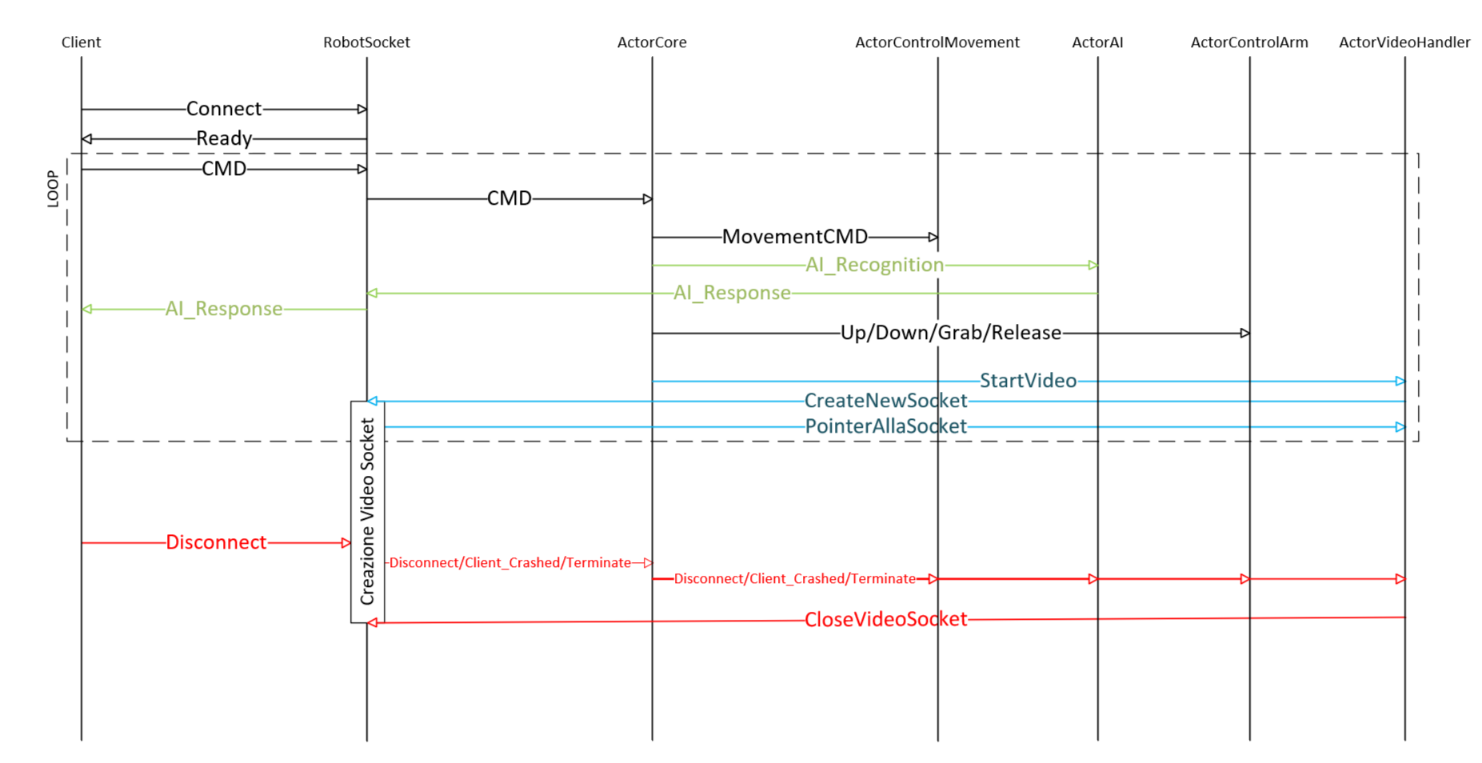 Client
RobotSocket
ActorCore
ActorControlMovement
ActorAI
ActorControlArm
ActorVideoHandler
Connect
Ready
LOOP
CMD
CMD
MovementCMD
AI_Recognition
AI_Response
AI_Response
Up/Down/Grab/Release
StartVideo
CreateNewSocket
PointerAllaSocket
Creazione Video Socket
Disconnect
Disconnect/Client_Crashed/Terminate
Disconnect/Client_Crashed/Terminate
CloseVideoSocket